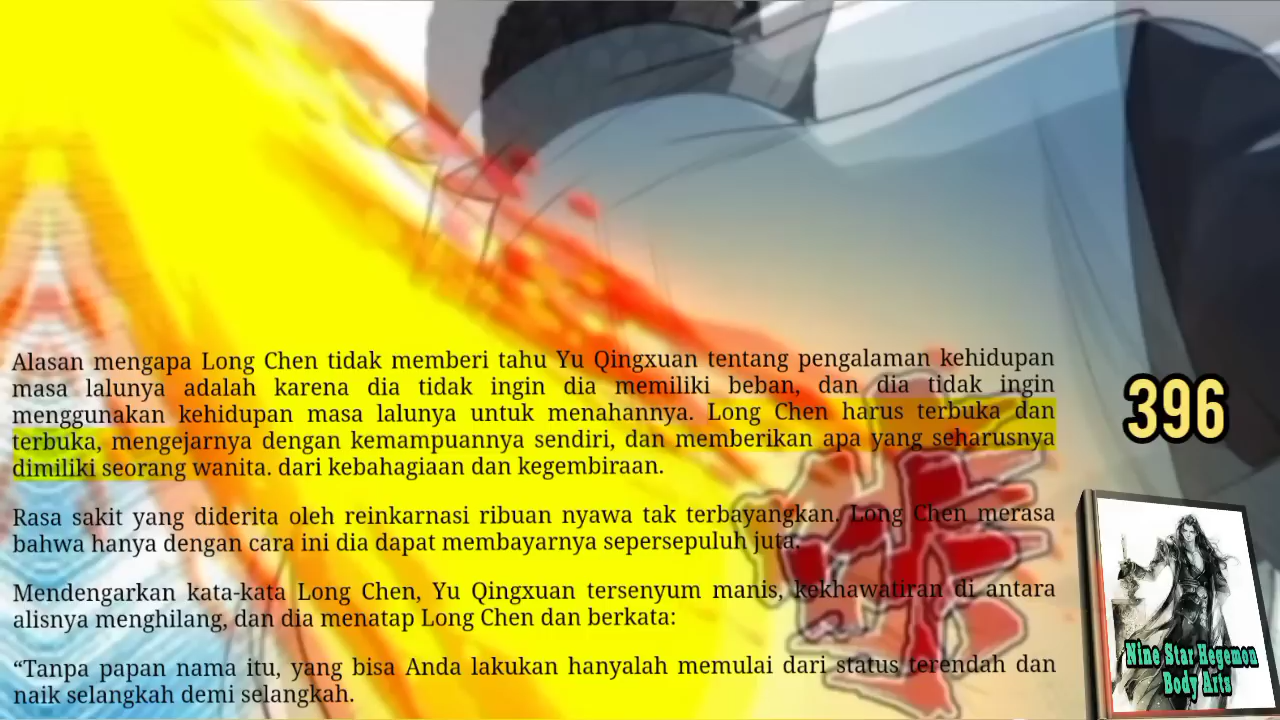 Alasan mengapa Long Chen tidak memberi tahu Yu Qingxuan tentang pengalaman kehidupan
masa lalunya adalah karena dia tidak ingin dia memiliki beban, dan dia tidak ingin
menggunakan kehidupan masa lalunya untuk menahannya. Long Chen harus terbuka dan
terbuka, mengejarnya dengan kemampuannya sendiri, dan memberikan apa yang seharusnya
dimiliki seorang wanita. dari kebahagiaan dan kegembiraan.
Rasa sakit yang diderita oleh reinkarnasi ribuan nyawa tak terbayangkan. Long Chen merasa
bahwa hanya dengan cara ini dia dapat membayarnya sepersepuluh juta.
Mendengarkan kata-kata Long Chen, Yu Qingxuan tersenyum manis, kekhawatiran di antara
alisnya menghilang, dan dia menatap Long Chen dan berkata:
“Tanpa papan nama itu, yang bisa Anda lakukan hanyalah memulai dari status terendah dan
naik selangkah demi selangkah.
396
Nine Star Hegemon
Body Arts